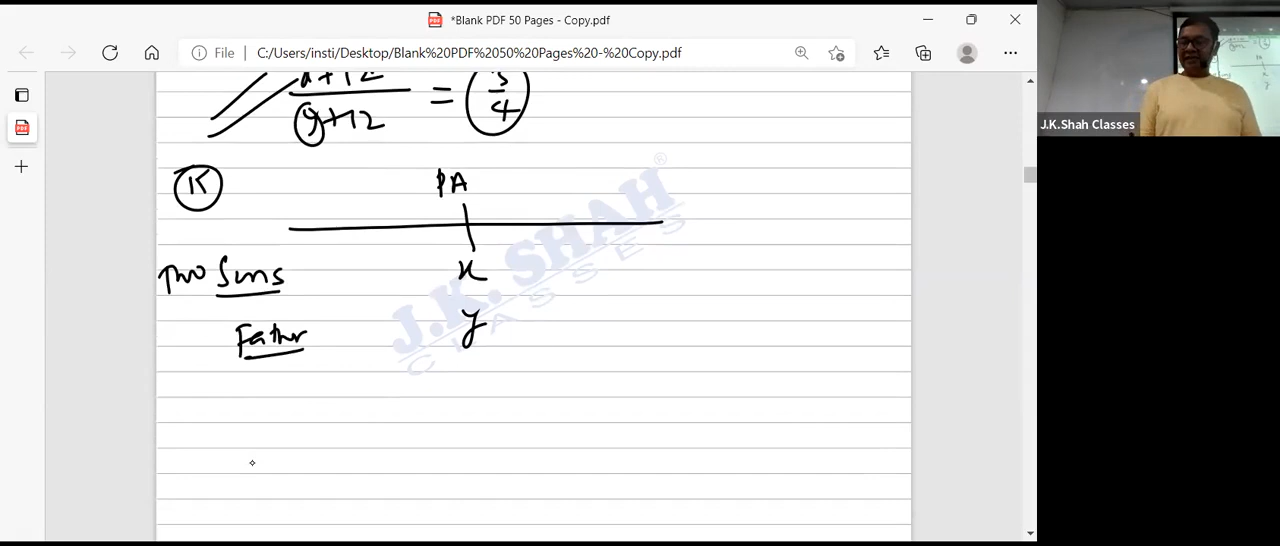 *Blank PDF 50 Pages - Copy.pdf
File C:/Users/insti/Desktop/Blank%20PDF%2050%20Pages%20-%20Copy.pdf
x+12 / y+12 = 3/4
15
PA
Two Sons x
Father y
J.K. SHAH ®
CLASSES
J.K.Shah Classes